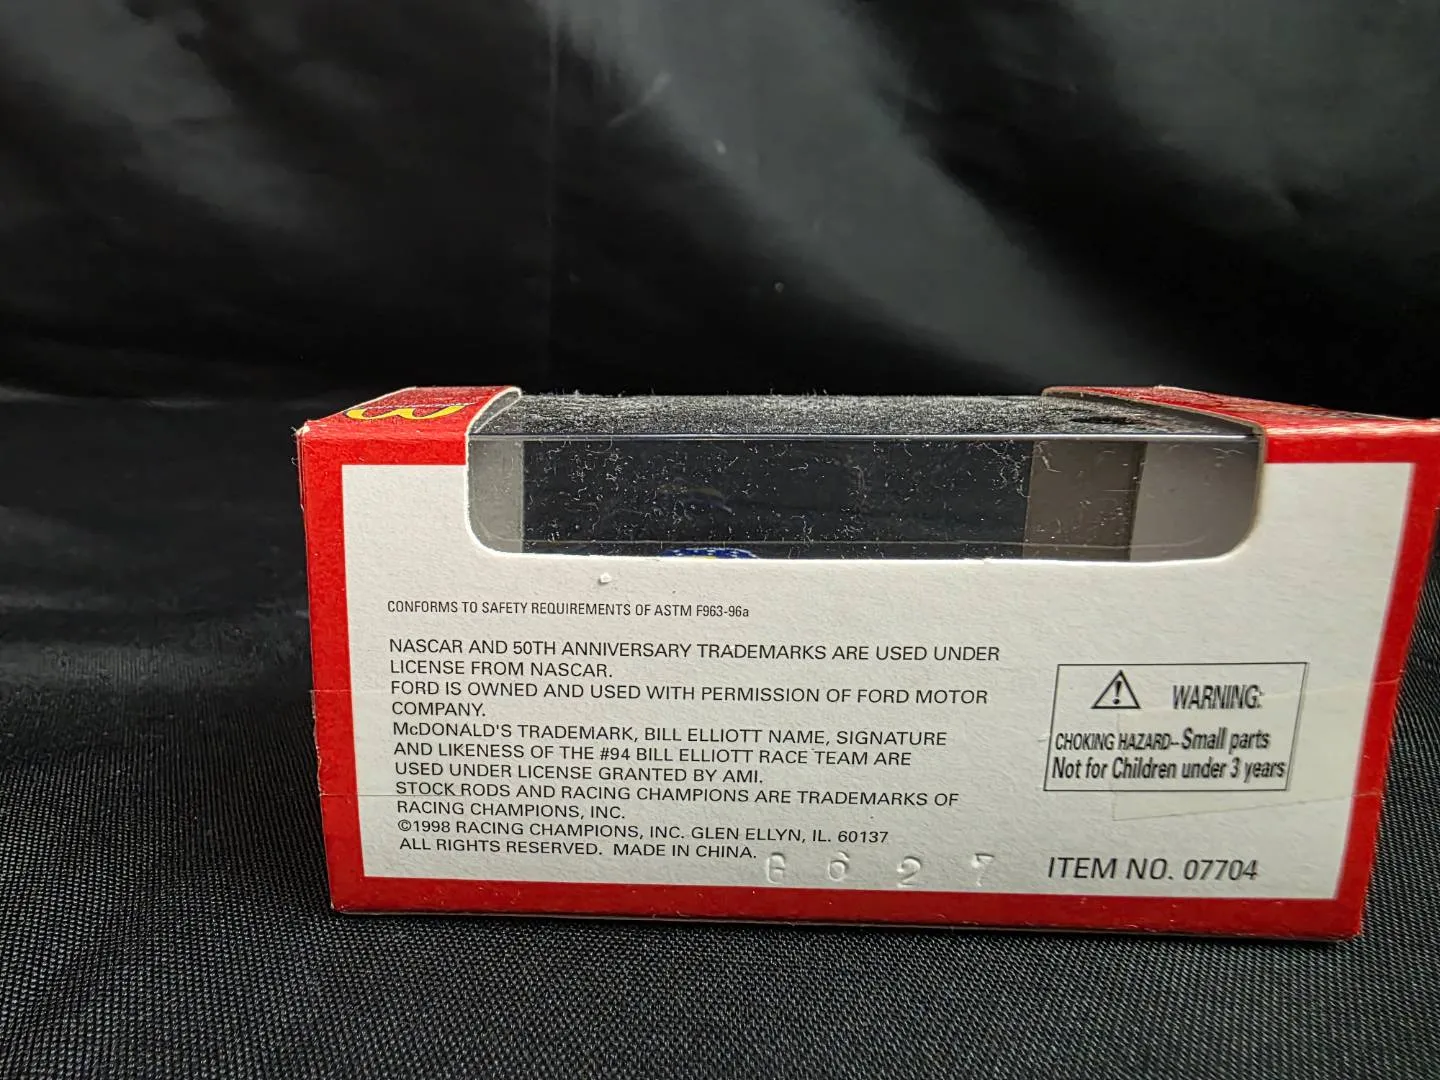 CONFORMS TO SAFETY REQUIREMENTS OF ASTM F963-96a
NASCAR AND 50TH ANNIVERSARY TRADEMARKS ARE USED UNDER
LICENSE FROM NASCAR.
FORD IS OWNED AND USED WITH PERMISSION OF FORD MOTOR
COMPANY.
McDONALD'S TRADEMARK, BILL ELLIOTT NAME, SIGNATURE
AND LIKENESS OF THE #94 BILL ELLIOTT RACE TEAM ARE
USED UNDER LICENSE GRANTED BY AMI.
STOCK RODS AND RACING CHAMPIONS ARE TRADEMARKS OF
RACING CHAMPIONS, INC.
©1998 RACING CHAMPIONS, INC. GLEN ELLYN, IL. 60137
ALL RIGHTS RESERVED. MADE IN CHINA.
WARNING:
CHOKING HAZARD--Small parts
Not for Children under 3 years
ITEM NO. 07704